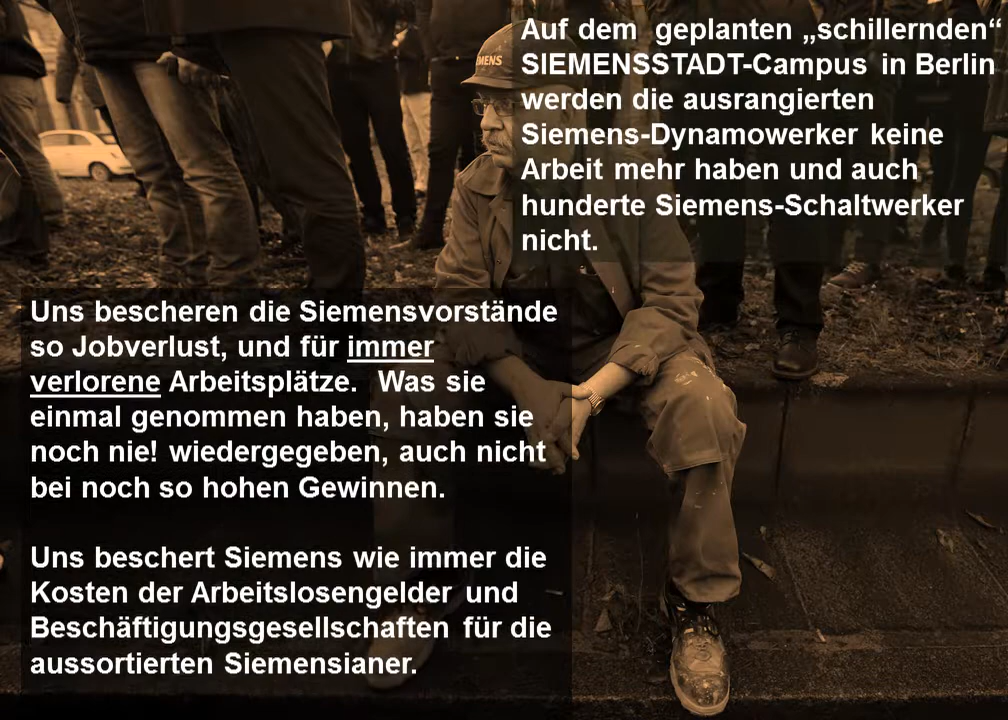 Auf dem geplanten „schillernden“
SIEMENSSTADT-Campus in Berlin
werden die ausrangierten
Siemens-Dynamowerker keine
Arbeit mehr haben und auch
hunderte Siemens-Schaltwerker
nicht.
Uns bescheren die Siemensvorstände
so Jobverlust, und für immer
verlorene Arbeitsplätze. Was sie
einmal genommen haben, haben sie
noch nie! wiedergegeben, auch nicht
bei noch so hohen Gewinnen.
Uns beschert Siemens wie immer die
Kosten der Arbeitslosengelder und
Beschäftigungsgesellschaften für die
aussortierten Siemensianer.